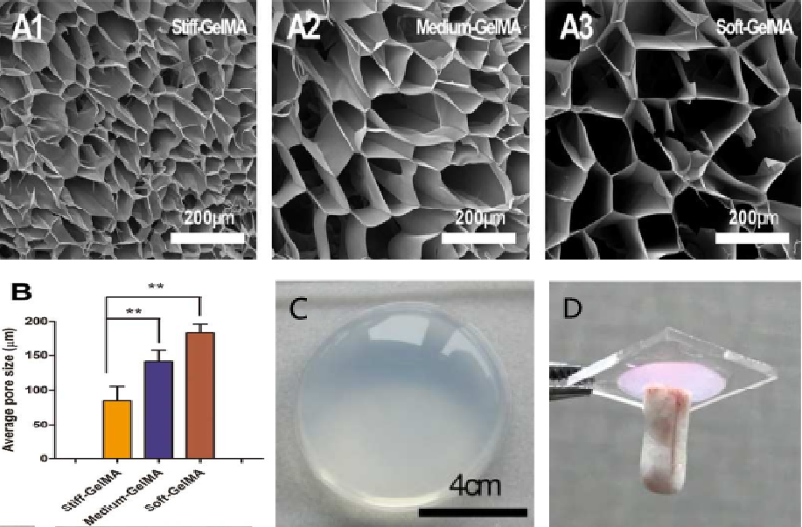 A1
Stiff-GelMA
200μm
A2
Medium-GelMA
200μm
A3
Soft-GelMA
200μm
B
**
**
200
150
100
50
0
Average pore size (μm)
Stiff-GelMA
Medium-GelMA
Soft-GelMA
C
4cm
D